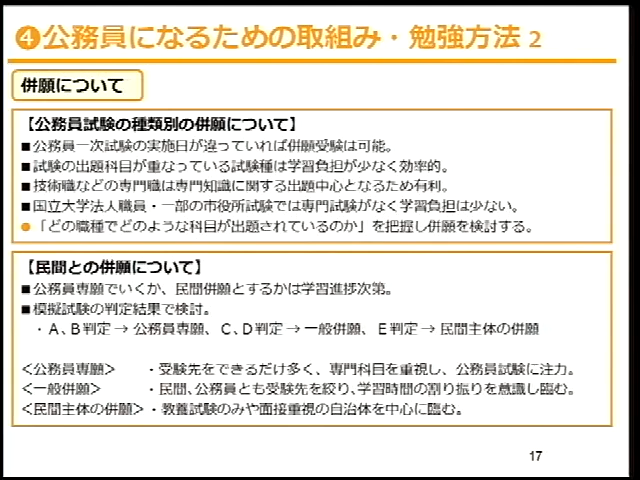 ❹公務員になるための取組み・勉強方法 2
併願について
【公務員試験の種類別の併願について】
■公務員一次試験の実施日が違っていれば併願受験は可能。
■試験の出題科目が重なっている試験種は学習負担が少なく効率的。
■技術職などの専門職は専門知識に関する出題中心となるため有利。
■国立大学法人職員・一部の市役所試験では専門試験がなく学習負担は少ない。
●「どの職種でどのような科目が出題されているのか」を把握し併願を検討する。
【民間との併願について】
■公務員専願でいくか、民間併願とするかは学習進捗次第。
■模擬試験の判定結果で検討。
・A、B判定 → 公務員専願、C、D判定 → 一般併願、E判定 → 民間主体の併願
<公務員専願> ・受験先をできるだけ多く、専門科目を重視し、公務員試験に注力。
<一般併願> ・民間、公務員とも受験先を絞り、学習時間の割り振りを意識し臨む。
<民間主体の併願> ・教養試験のみや面接重視の自治体を中心に臨む。
17